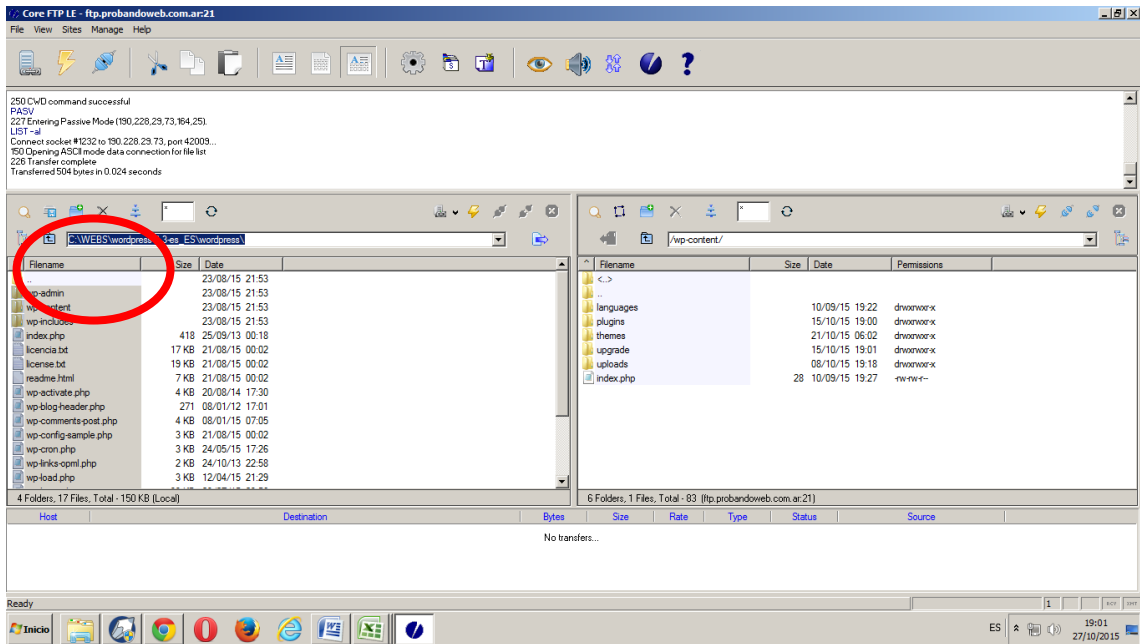 Core FTP LE - ftp.probandoweb.com.ar:21
File View Sites Manage Help
250 CWD command successful
PASV
227 Entering Passive Mode (190,228,29,73,164,25).
LIST -al
Connect socket #1232 to 190.228.29.73, port 42009...
150 Opening ASCII mode data connection for file list
226 Transfer complete
Transferred 504 bytes in 0.024 seconds
C:\WEBS\wordpress 3-es_ES\wordpress\
/wp-content/
Filename Size Date
.. 23/08/15 21:53
wp-admin 23/08/15 21:53
wp-content 23/08/15 21:53
wp-includes 23/08/15 21:53
index.php 418 25/09/13 00:18
licencia.txt 17 KB 21/08/15 00:02
license.txt 19 KB 21/08/15 00:02
readme.html 7 KB 21/08/15 00:02
wp-activate.php 4 KB 20/08/14 17:30
wp-blog-header.php 271 08/01/12 17:01
wp-comments-post.php 4 KB 08/01/15 07:05
wp-config-sample.php 3 KB 21/08/15 00:02
wp-cron.php 3 KB 24/05/15 17:26
wp-links-opml.php 2 KB 24/10/13 22:58
wp-load.php 3 KB 12/04/15 21:29
4 Folders, 17 Files, Total - 150 KB (Local)
^ Filename Size Date Permissions
<..>
..
languages 10/09/15 19:22 drwxrwxr-x
plugins 15/10/15 19:00 drwxrwxr-x
themes 21/10/15 06:02 drwxrwxr-x
upgrade 15/10/15 19:01 drwxrwxr-x
uploads 08/10/15 19:18 drwxrwxr-x
index.php 28 10/09/15 19:27 -rw-rw-r--
6 Folders, 1 Files, Total - 83 (ftp.probandoweb.com.ar:21)
Host Destination Bytes Size Rate Type Status Source
No transfers...
Ready
1
Inicio
ES
19:01
27/10/2015